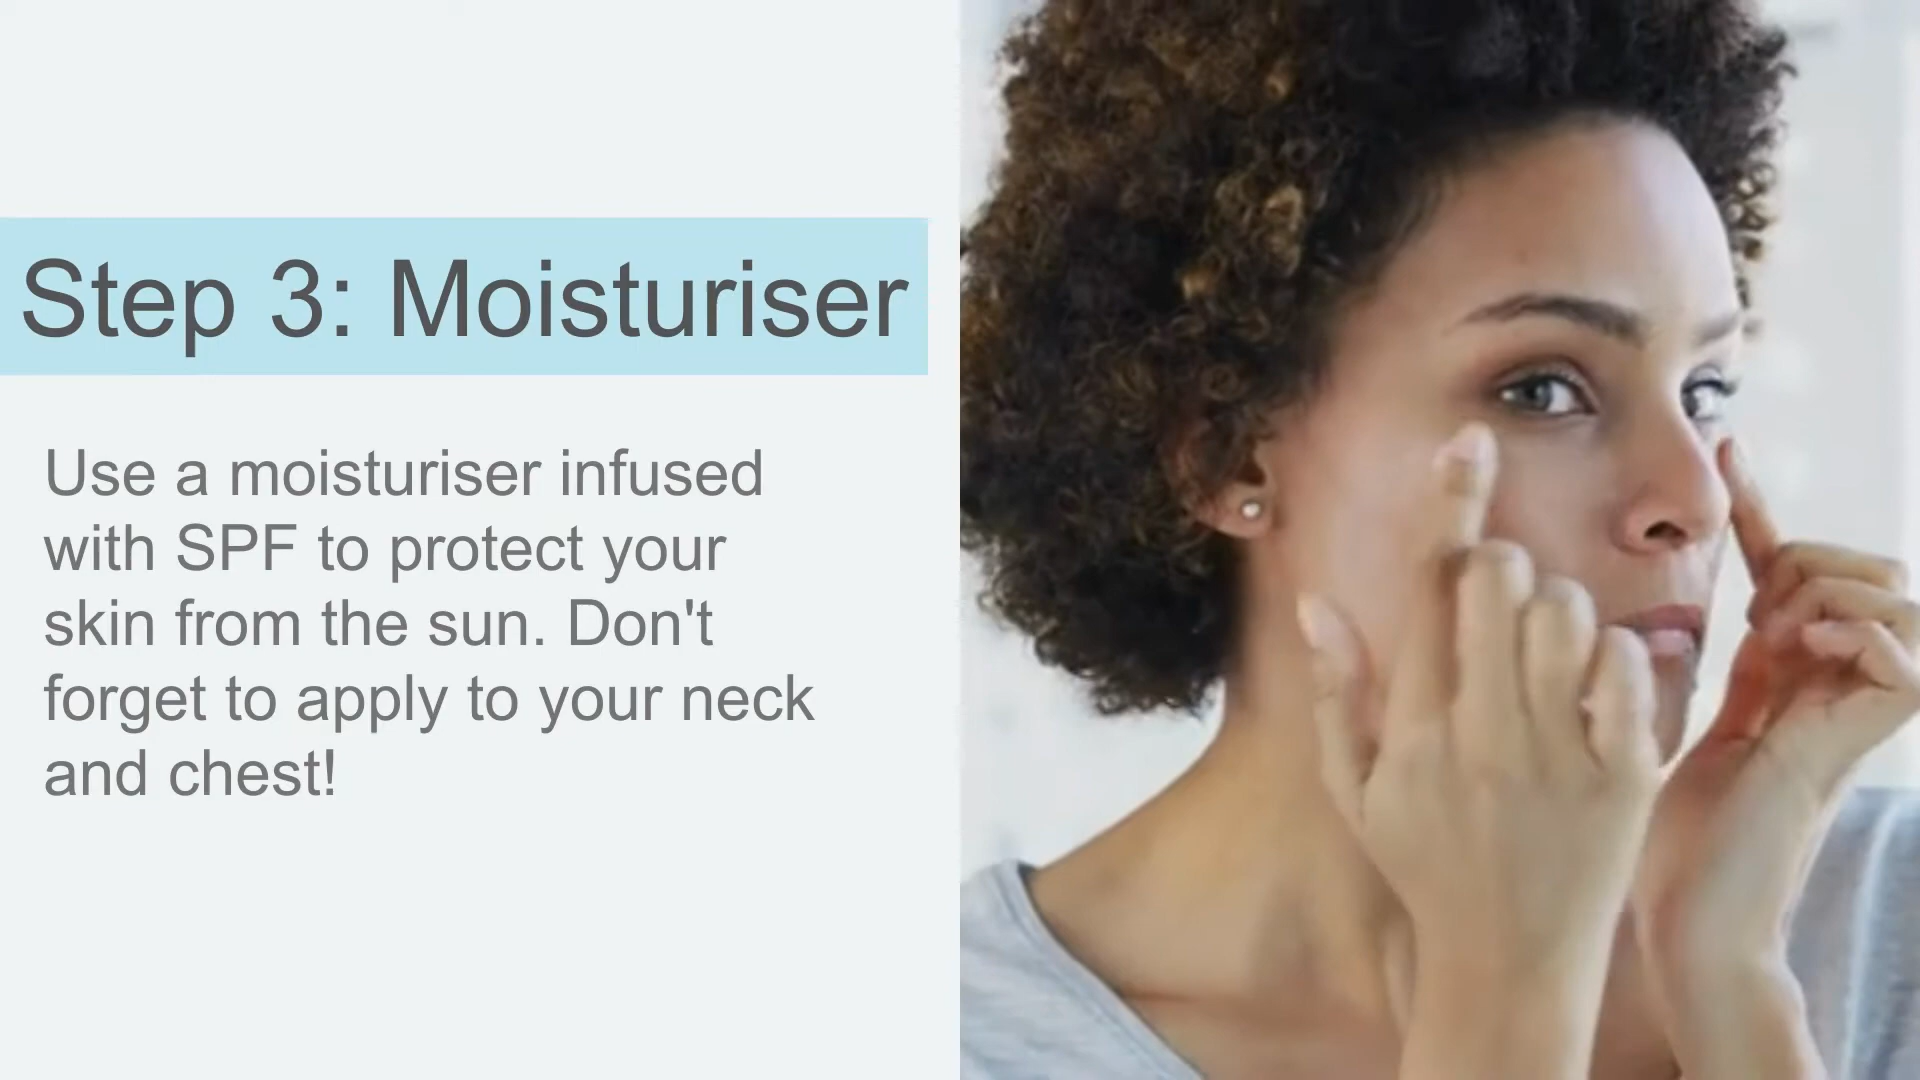 Step 3: Moisturiser
Use a moisturiser infused
with SPF to protect your
skin from the sun. Don't
forget to apply to your neck
and chest!